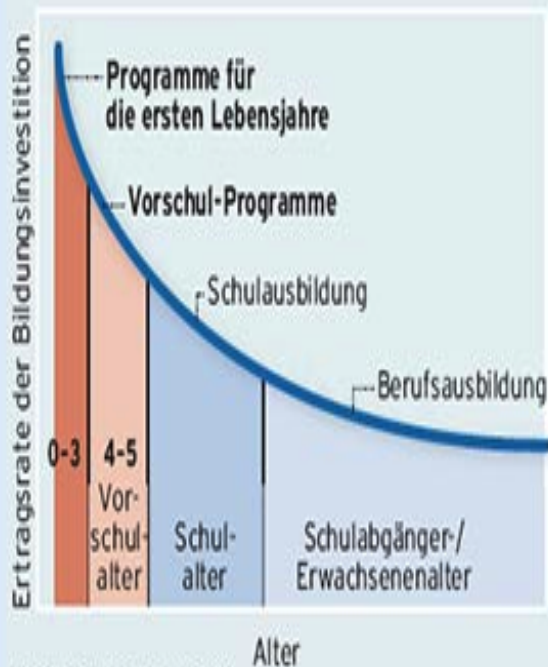 Ertragsrate der Bildungsinvestition
Programme für
die ersten Lebensjahre
Vorschul-Programme
Schulausbildung
Berufsausbildung
0-3
4-5
Vor-
schul-
alter
Schul-
alter
Schulabgänger-/
Erwachsenenalter
Alter